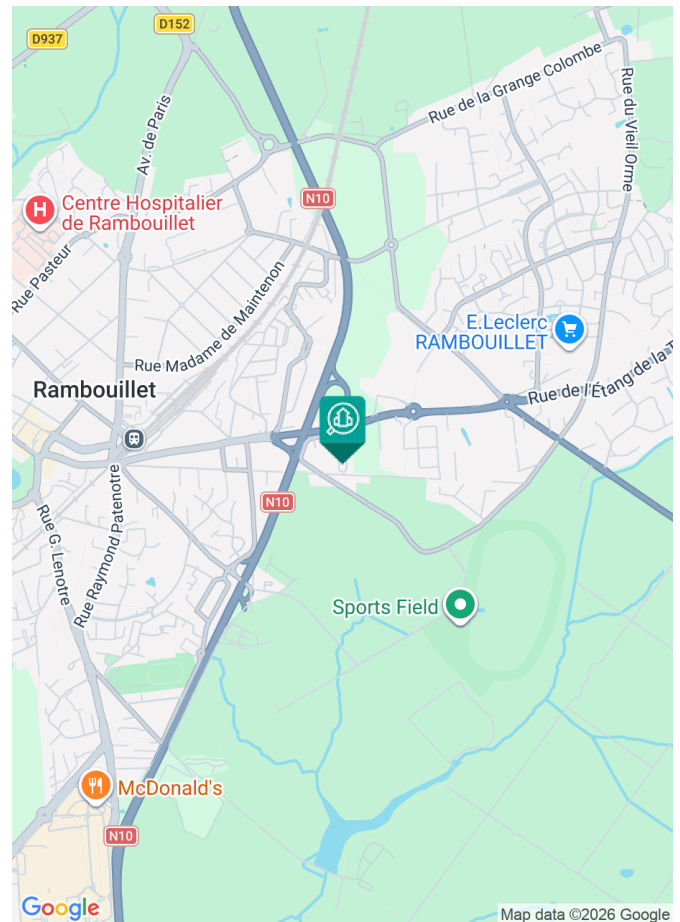 D152
D937
Av. de Paris
Rue de la Grange Colombe
Rue du Vieil Orme
N10
H
Centre Hospitalier
de Rambouillet
Rue Pasteur
Rue Madame de Maintenon
E.Leclerc
RAMBOUILLET
Rambouillet
Rue de l'Étang de la T
N10
Rue G. Lenotre
Rue Raymond Patenotre
Sports Field
McDonald's
N10
Google
Map data ©2026 Google